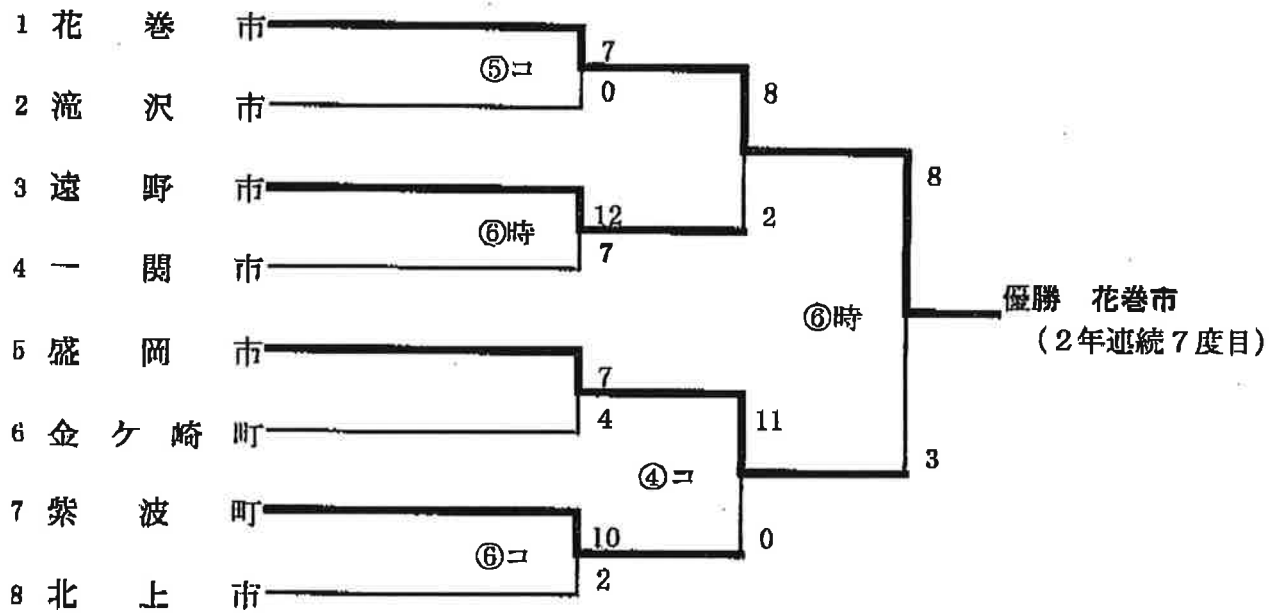 1 花巻市
7
⑤コ
0
8
2 滝沢市
8
3 遠野市
12
2
⑥時
7
4 一関市
優勝 花巻市
⑥時
(2年連続7度目)
5 盛岡市
7
4
11
6 金ケ崎町
3
④コ
7 紫波町
10
0
⑥コ
2
8 北上市